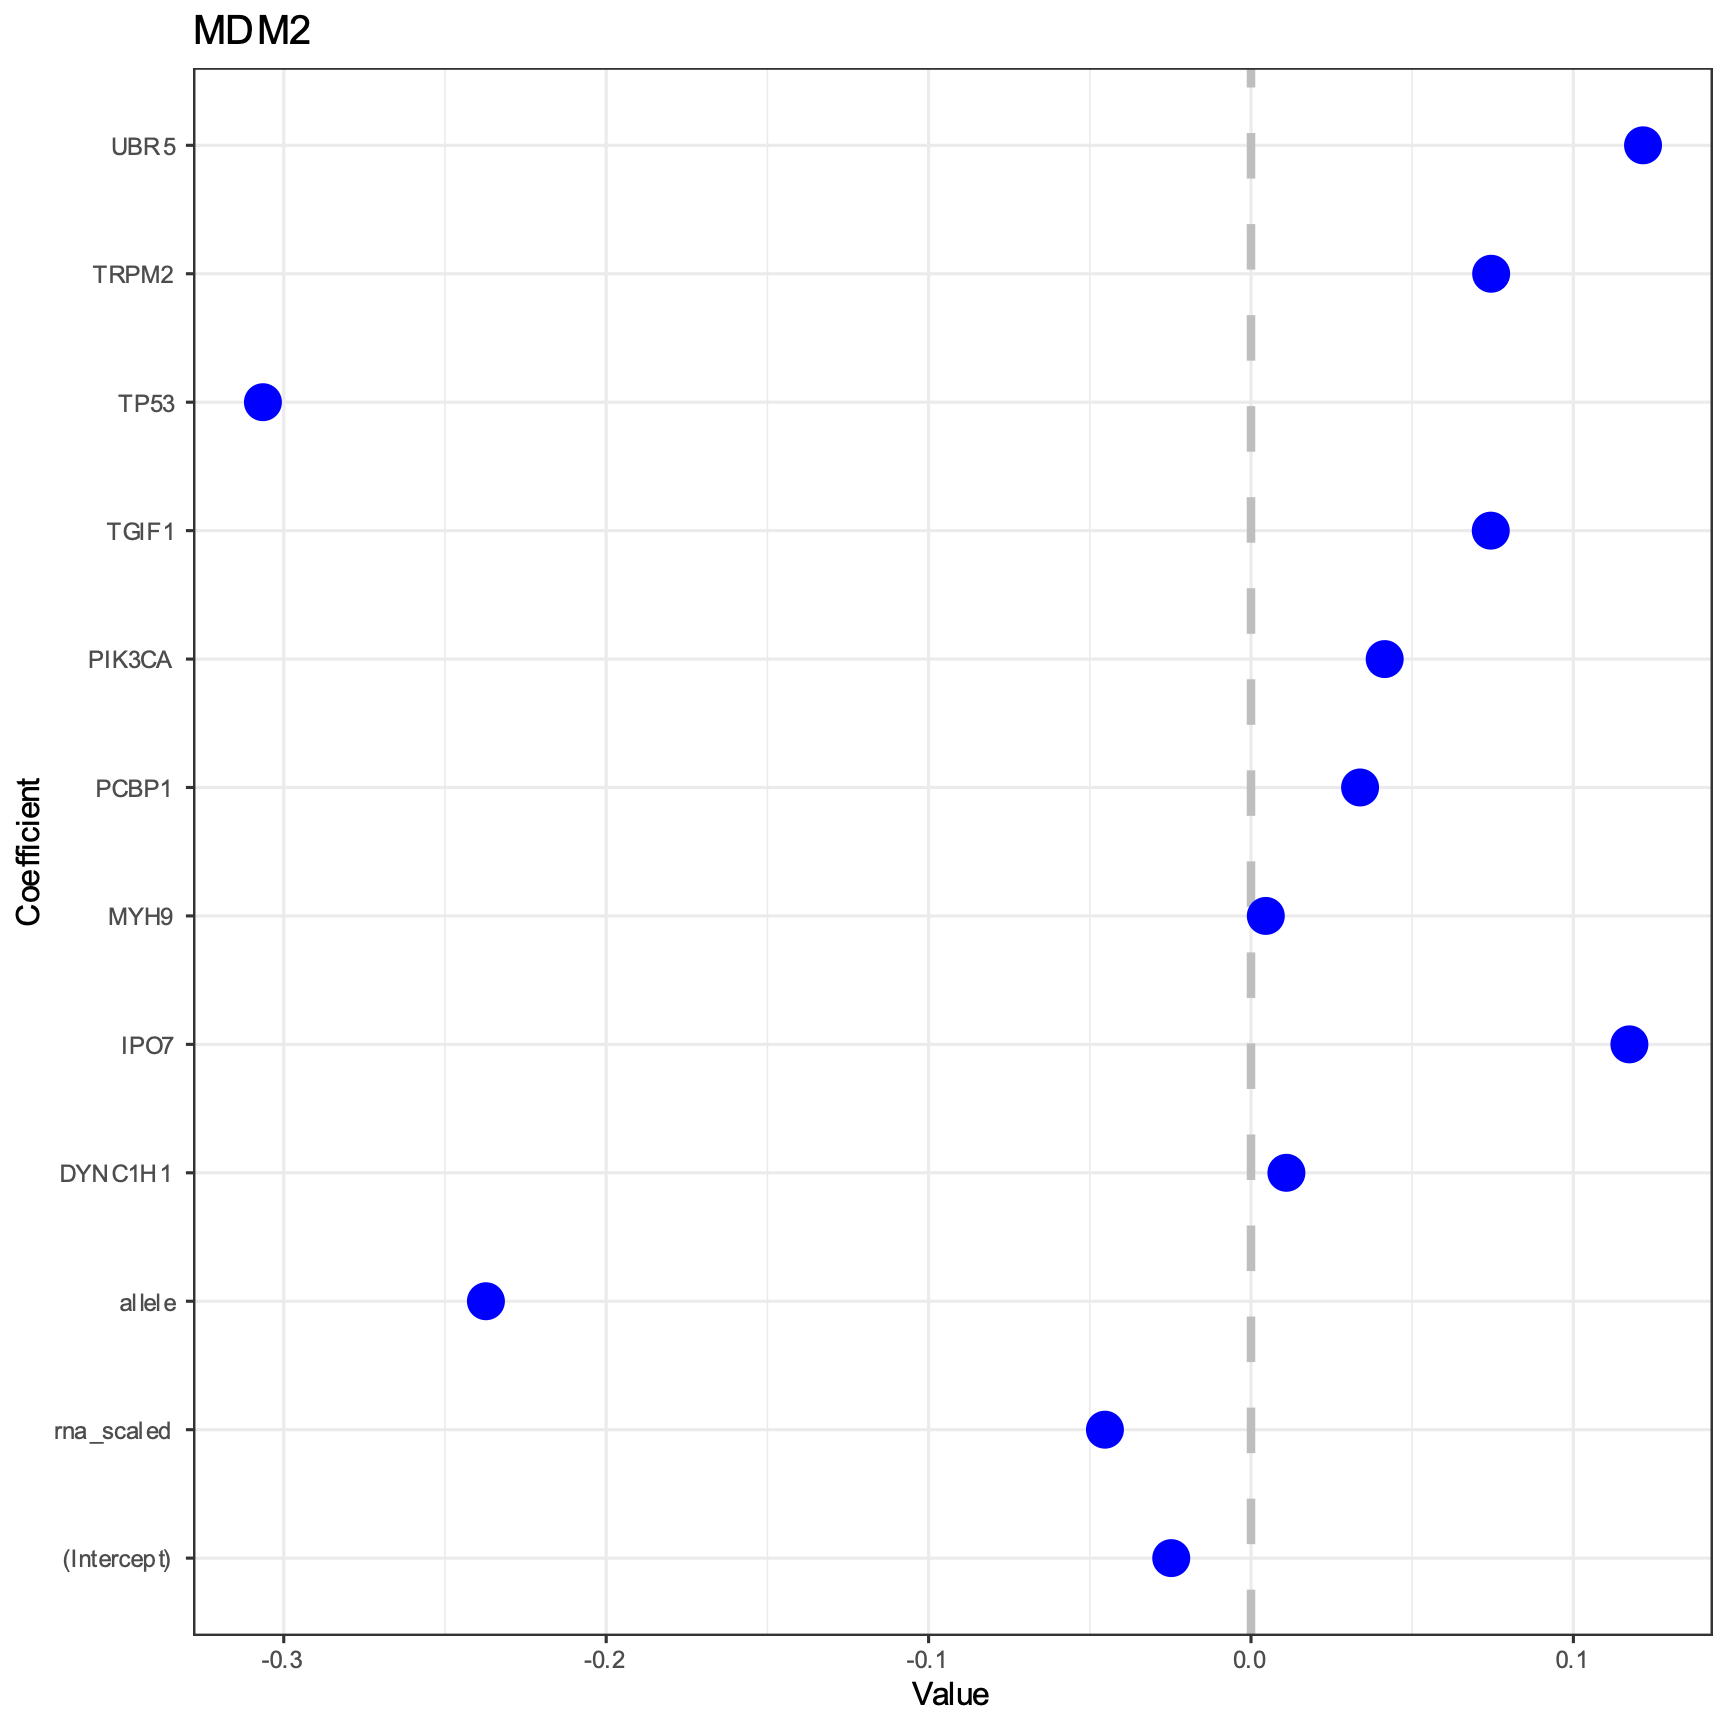 MDM2
UBR5
TRPM2
TP53
TGIF1
PIK3CA
PCBP1
MYH9
IPO7
DYNC1H1
allele
rna_scaled
(Intercept)
Coefficient
-0.3 -0.2 -0.1 0.0 0.1
Value